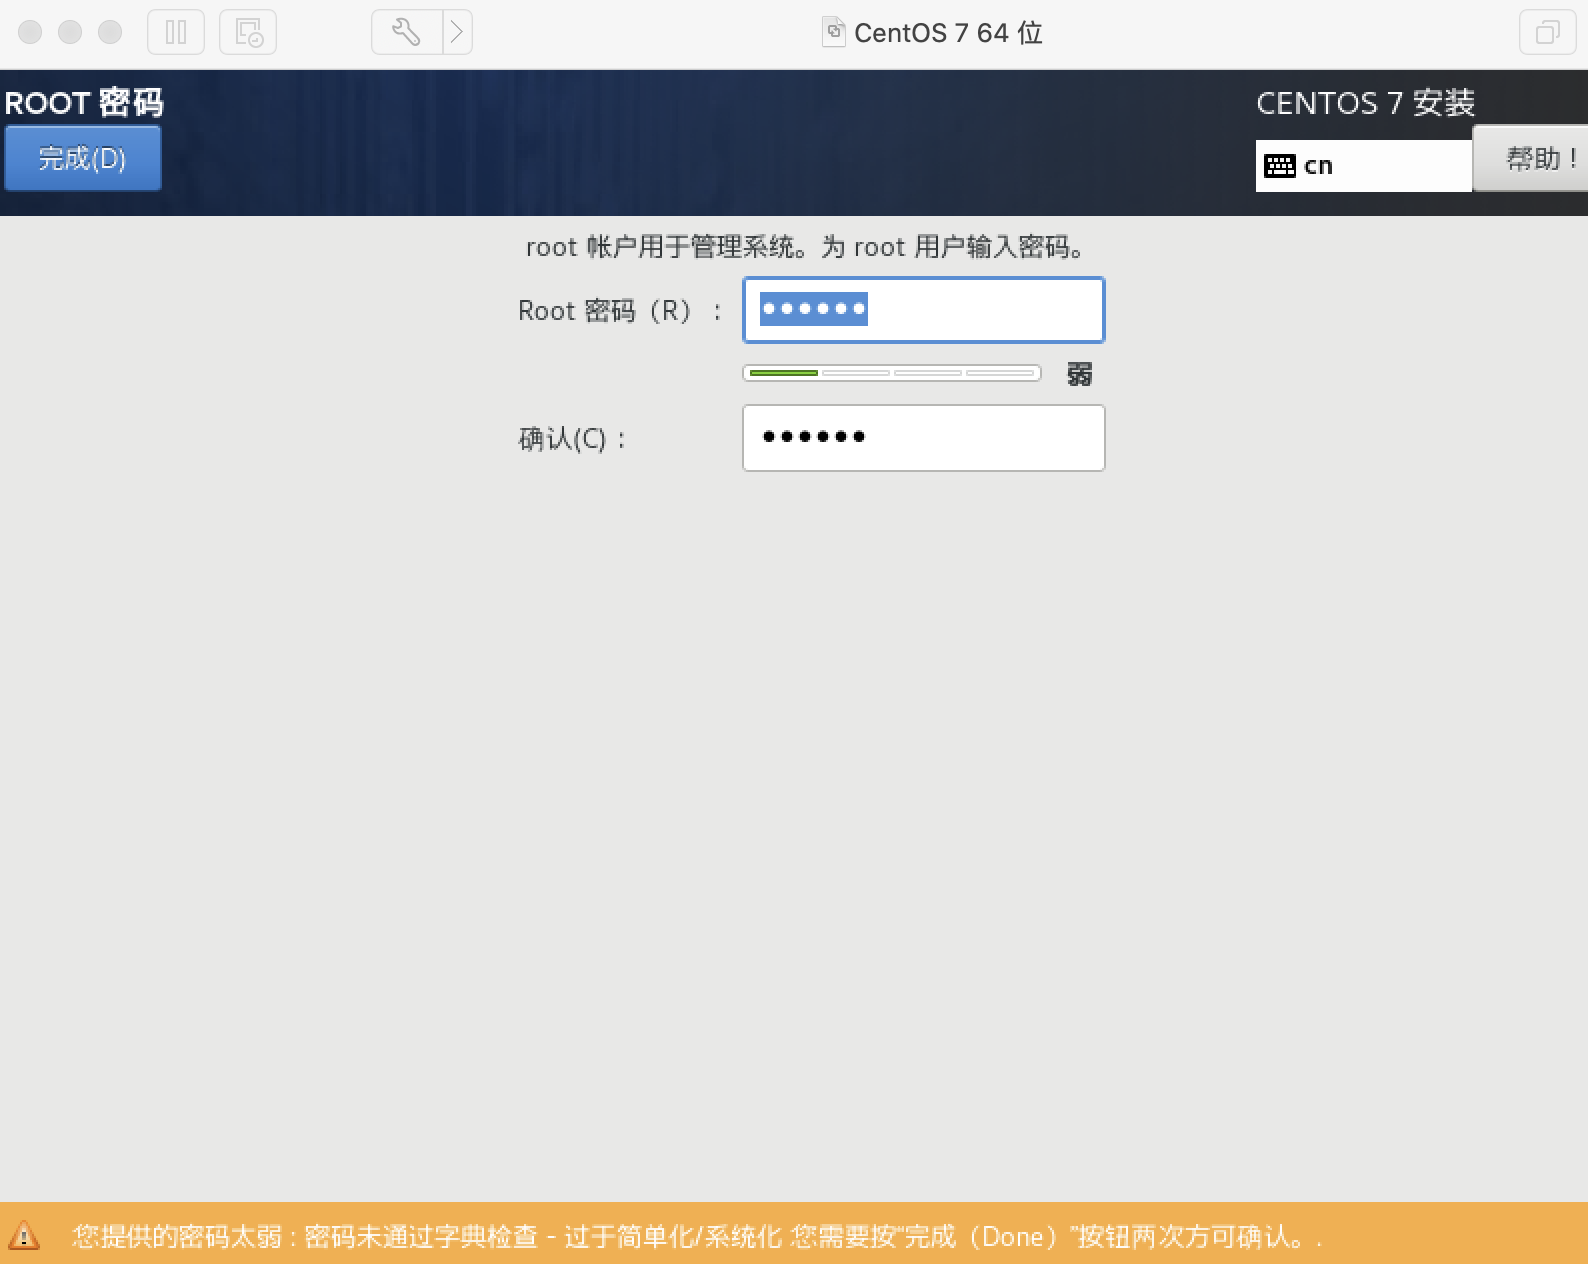 CentOS 7 64 位
ROOT 密码
CENTOS 7 安装
完成(D)
cn
帮助！
root 帐户用于管理系统。为 root 用户输入密码。
Root 密码（R）：
••••••
弱
确认(C)：
••••••
您提供的密码太弱：密码未通过字典检查 - 过于简单化/系统化 您需要按“完成（Done）”按钮两次方可确认。.